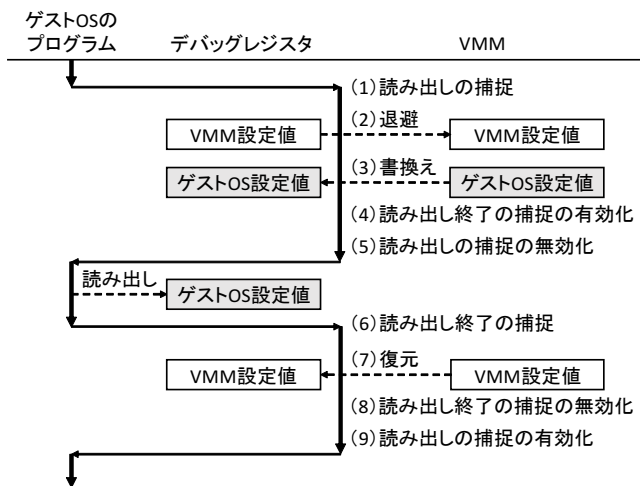 ゲストOSの
プログラム
デバッグレジスタ
VMM
(1)読み出しの捕捉
(2)退避
VMM設定値
VMM設定値
(3)書換え
ゲストOS設定値
ゲストOS設定値
(4)読み出し終了の捕捉の有効化
(5)読み出しの捕捉の無効化
読み出し
ゲストOS設定値
(6)読み出し終了の捕捉
(7)復元
VMM設定値
VMM設定値
(8)読み出し終了の捕捉の無効化
(9)読み出しの捕捉の有効化